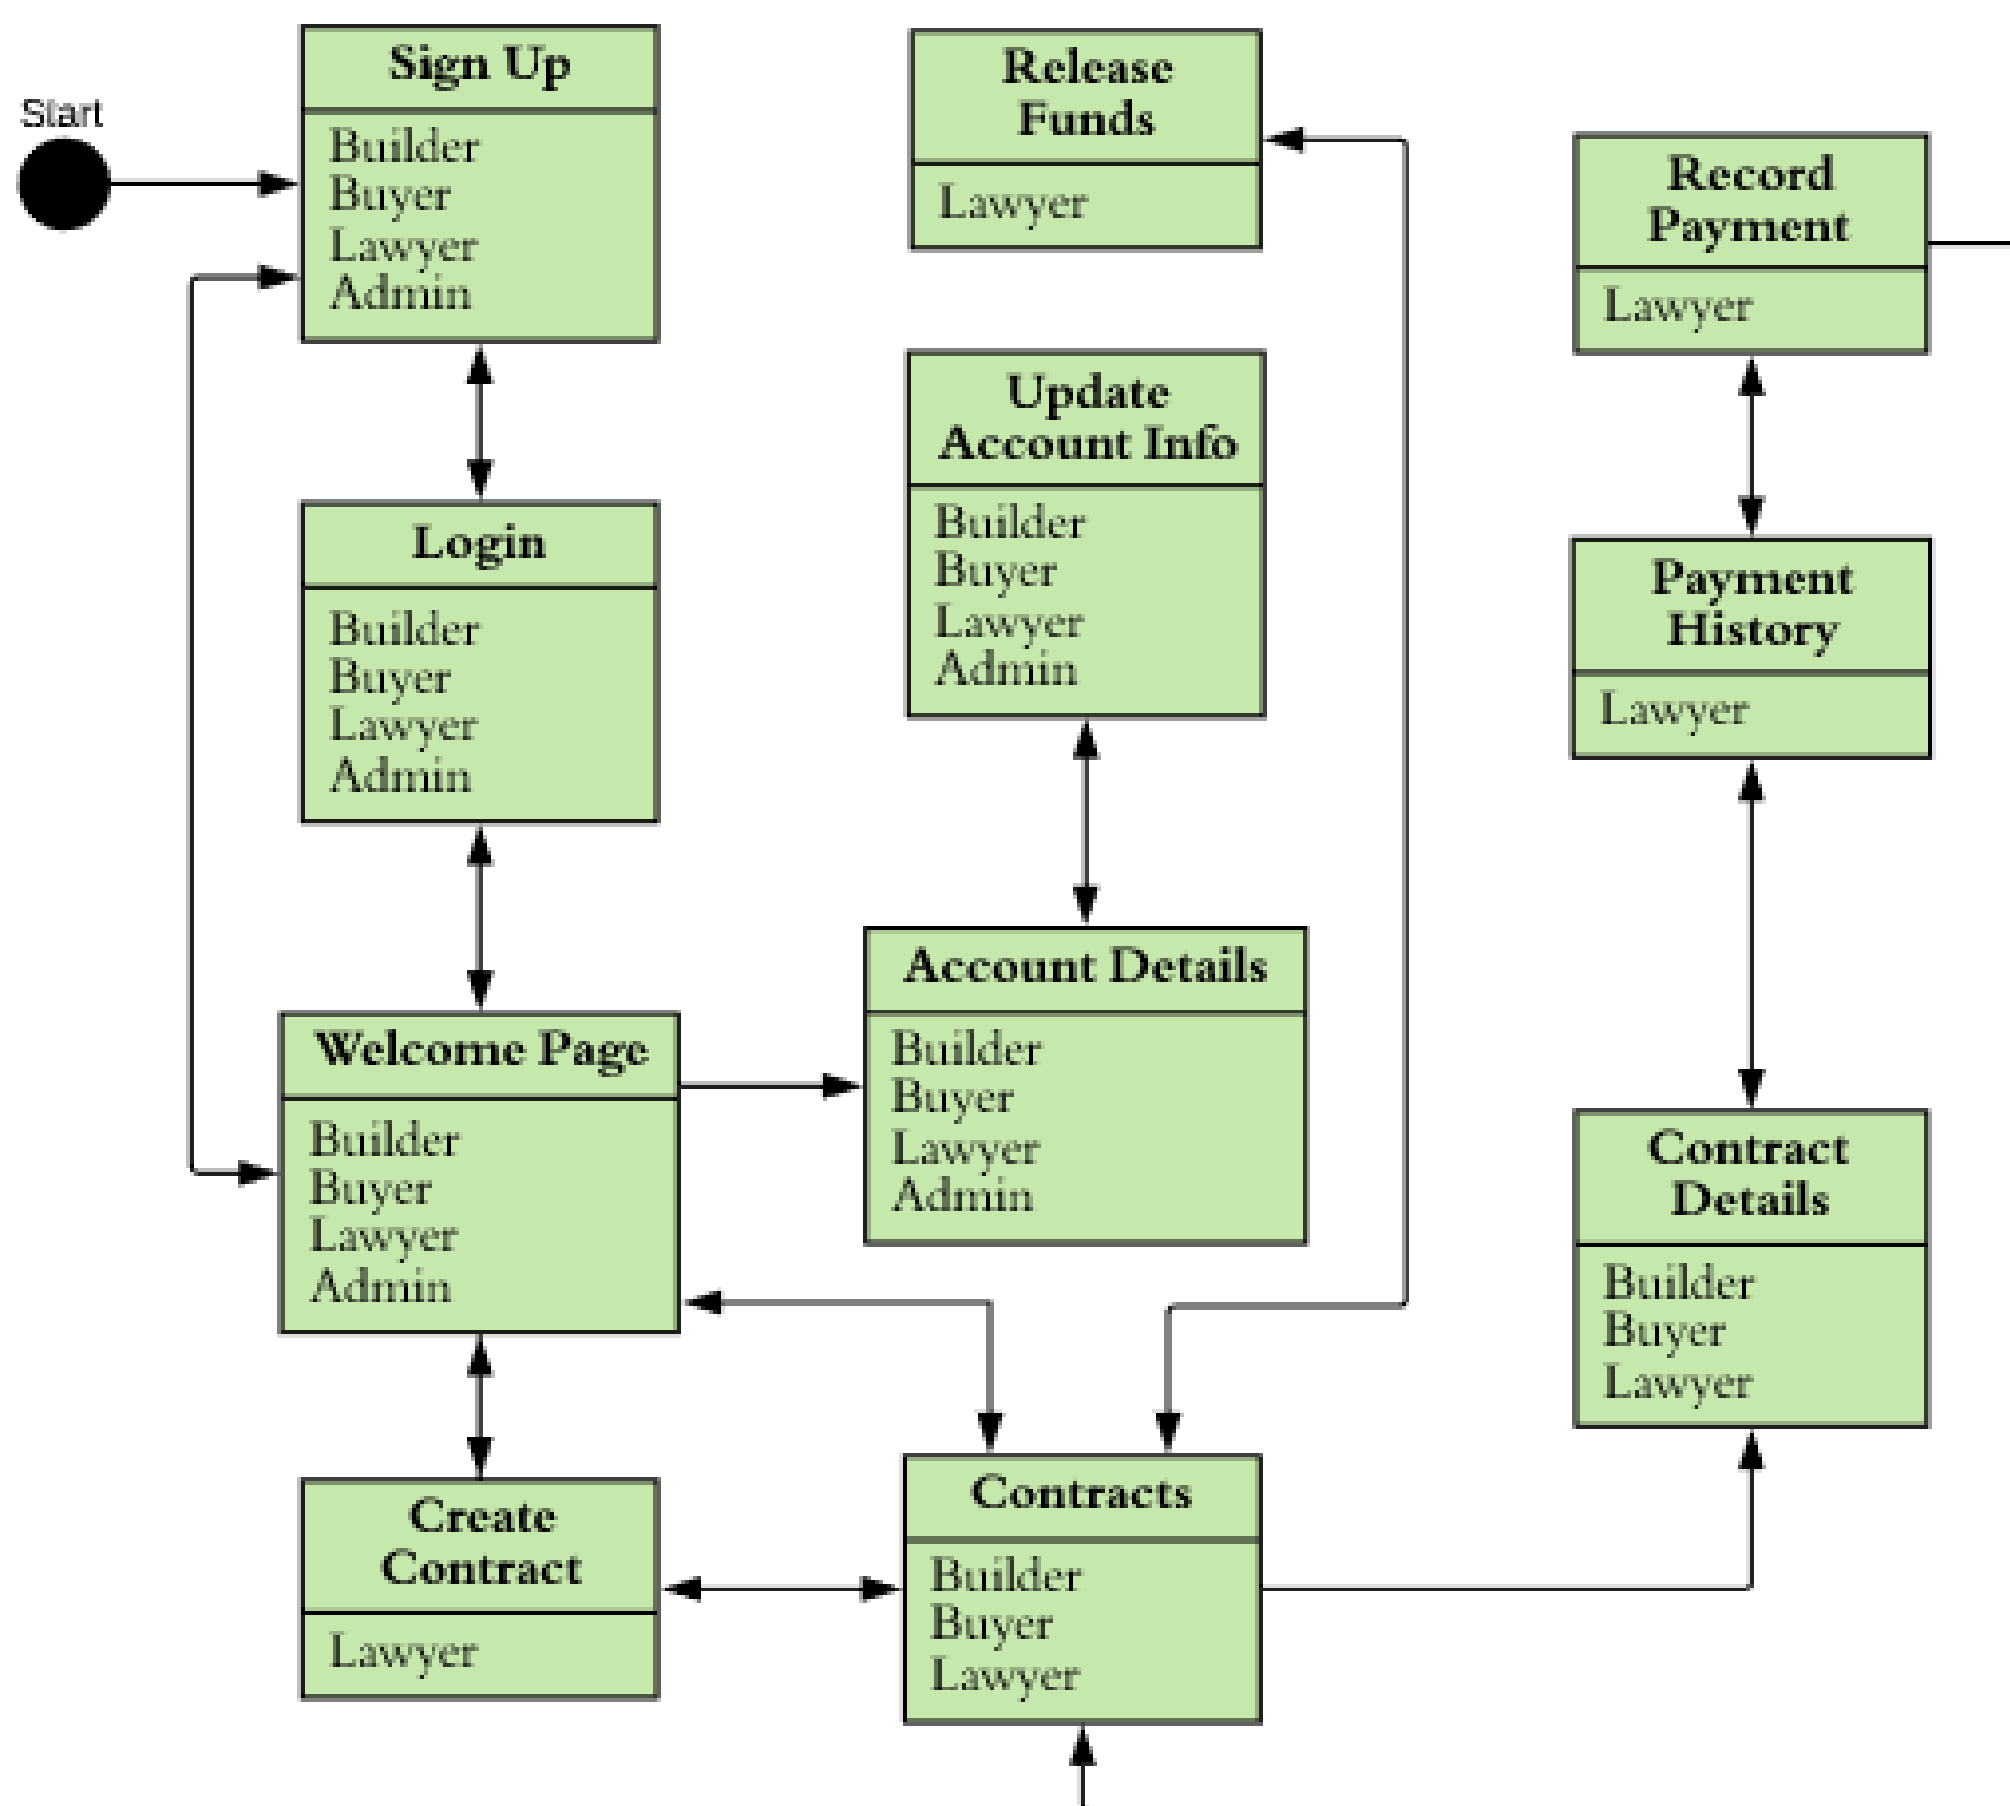 Start
Sign Up
Builder
Buyer
Lawyer
Admin
Login
Builder
Buyer
Lawyer
Admin
Welcome Page
Builder
Buyer
Lawyer
Admin
Create
Contract
Lawyer
Release
Funds
Lawyer
Update
Account Info
Builder
Buyer
Lawyer
Admin
Account Details
Builder
Buyer
Lawyer
Admin
Contracts
Builder
Buyer
Lawyer
Record
Payment
Lawyer
Payment
History
Lawyer
Contract
Details
Builder
Buyer
Lawyer